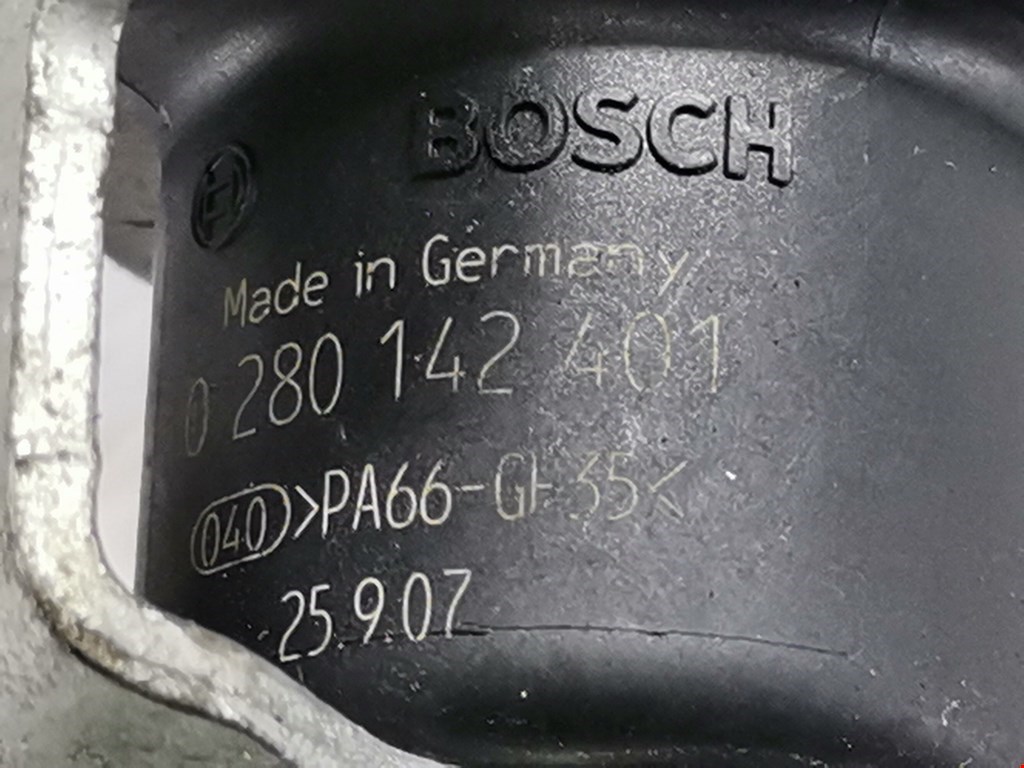 BOSCH
Made in Germany
0 280 142 401
040 >PA66-GF35<
25.9.07